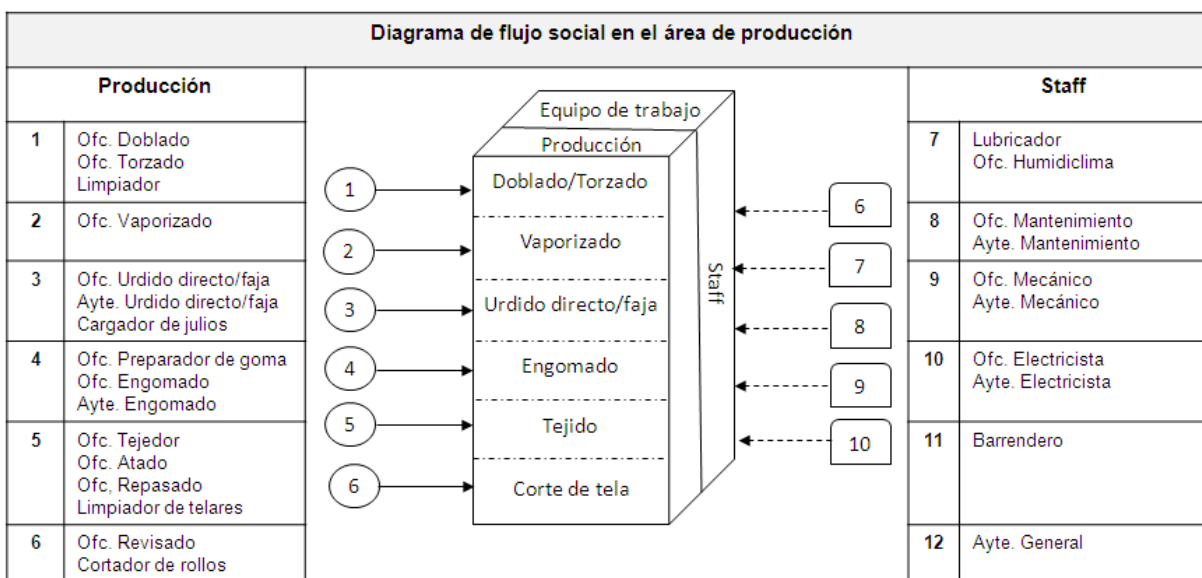 Diagrama de flujo social en el área de producción
Producción
1
Ofc. Doblado
Ofc. Torzado
Limpiador
2
Ofc. Vaporizado
3
Ofc. Urdido directo/faja
Ayte. Urdido directo/faja
Cargador de julios
4
Ofc. Preparador de goma
Ofc. Engomado
Ayte. Engomado
5
Ofc. Tejedor
Ofc. Atado
Ofc, Repasado
Limpiador de telares
6
Ofc. Revisado
Cortador de rollos
Equipo de trabajo
Producción
Doblado/Torzado
Vaporizado
Urdido directo/faja
Engomado
Tejido
Corte de tela
Staff
1
2
3
4
5
6
6
7
8
9
10
Staff
7
Lubricador
Ofc. Humidiclima
8
Ofc. Mantenimiento
Ayte. Mantenimiento
9
Ofc. Mecánico
Ayte. Mecánico
10
Ofc. Electricista
Ayte. Electricista
11
Barrendero
12
Ayte. General